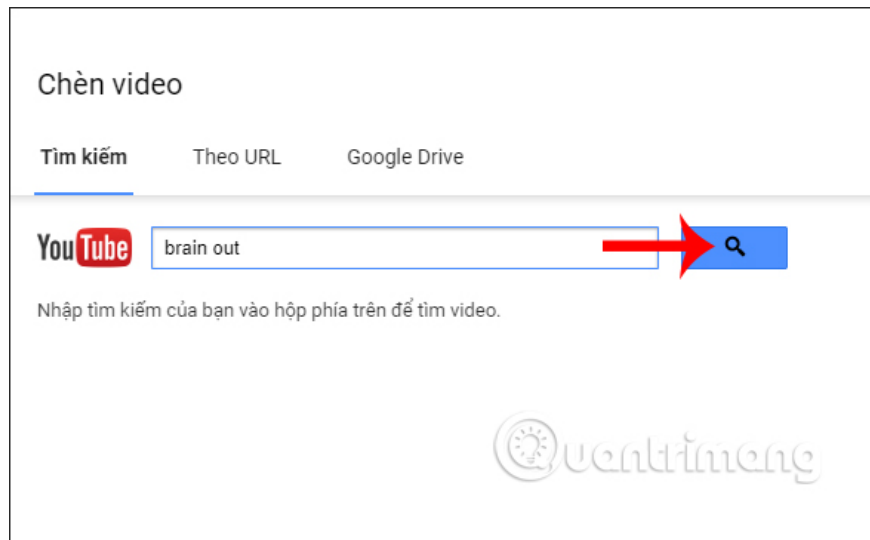 Chèn video
Tìm kiếm Theo URL Google Drive
YouTube brain out
Nhập tìm kiếm của bạn vào hộp phía trên để tìm video.
Quantrimang